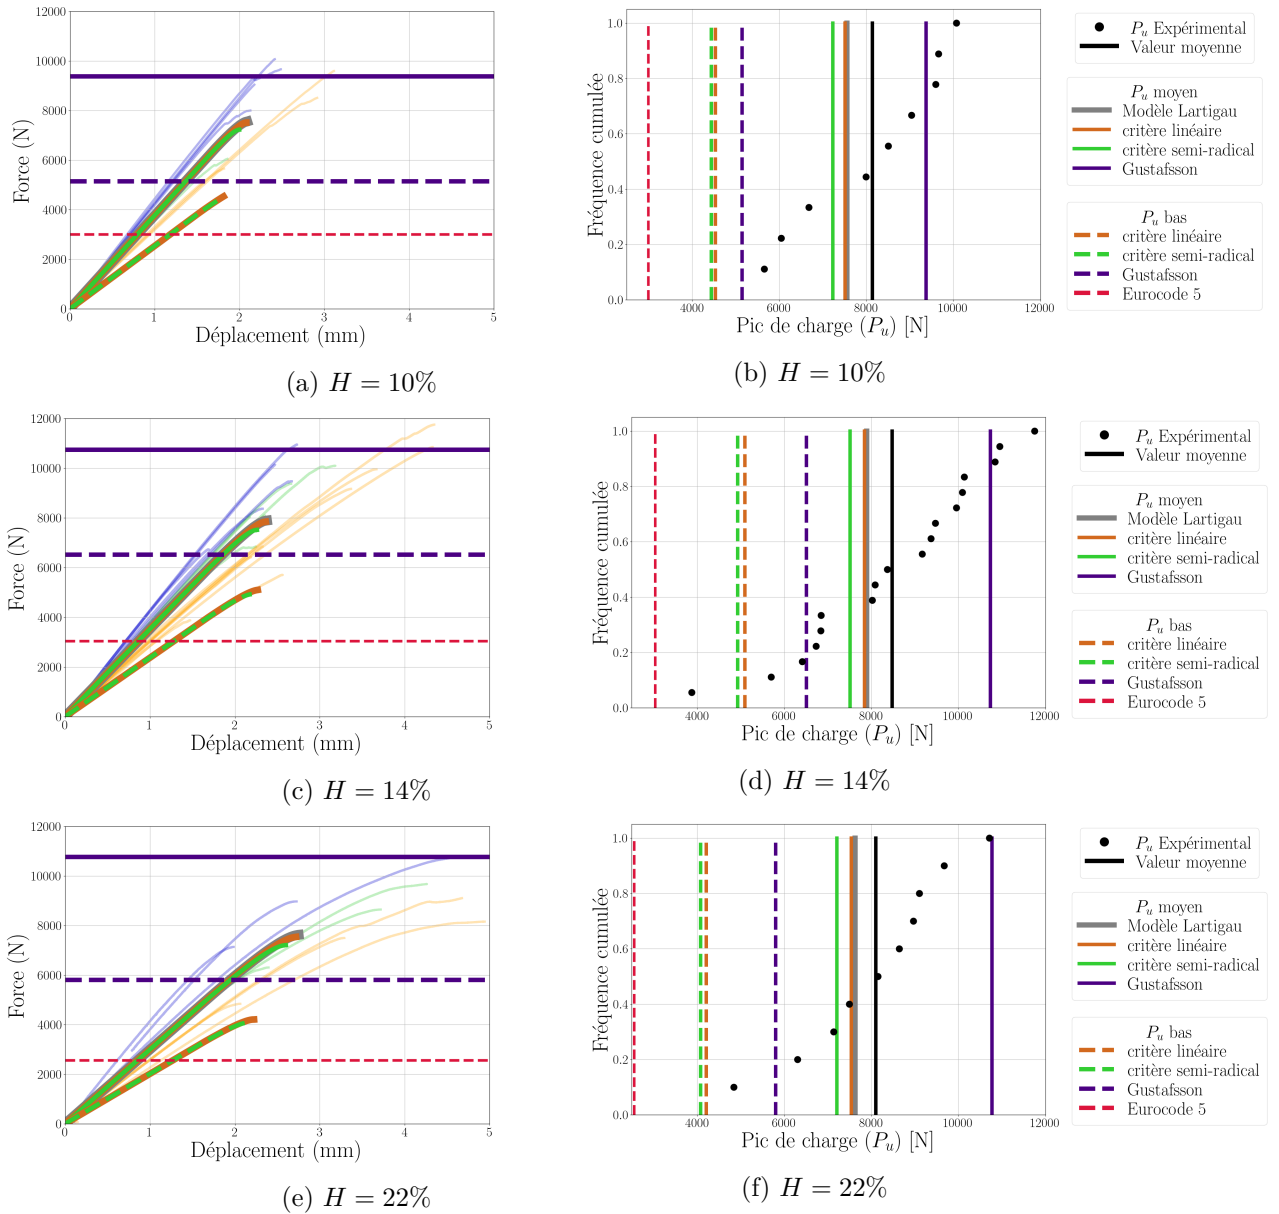 12000
10000
8000
6000
4000
2000
0
Force (N)
0 1 2 3 4 5
Déplacement (mm)
(a) H = 10%
1.0
0.8
0.6
0.4
0.2
0.0
Fréquence cumulée
4000 6000 8000 10000 12000
Pic de charge (Pu) [N]
Pu Expérimental
Valeur moyenne
Pu moyen
Modèle Lartigau
critère linéaire
critère semi-radical
Gustafsson
Pu bas
critère linéaire
critère semi-radical
Gustafsson
Eurocode 5
(b) H = 10%
12000
10000
8000
6000
4000
2000
0
Force (N)
0 1 2 3 4 5
Déplacement (mm)
(c) H = 14%
1.0
0.8
0.6
0.4
0.2
0.0
Fréquence cumulée
4000 6000 8000 10000 12000
Pic de charge (Pu) [N]
Pu Expérimental
Valeur moyenne
Pu moyen
Modèle Lartigau
critère linéaire
critère semi-radical
Gustafsson
Pu bas
critère linéaire
critère semi-radical
Gustafsson
Eurocode 5
(d) H = 14%
12000
10000
8000
6000
4000
2000
0
Force (N)
0 1 2 3 4 5
Déplacement (mm)
(e) H = 22%
1.0
0.8
0.6
0.4
0.2
0.0
Fréquence cumulée
4000 6000 8000 10000 12000
Pic de charge (Pu) [N]
Pu Expérimental
Valeur moyenne
Pu moyen
Modèle Lartigau
critère linéaire
critère semi-radical
Gustafsson
Pu bas
critère linéaire
critère semi-radical
Gustafsson
Eurocode 5
(f) H = 22%